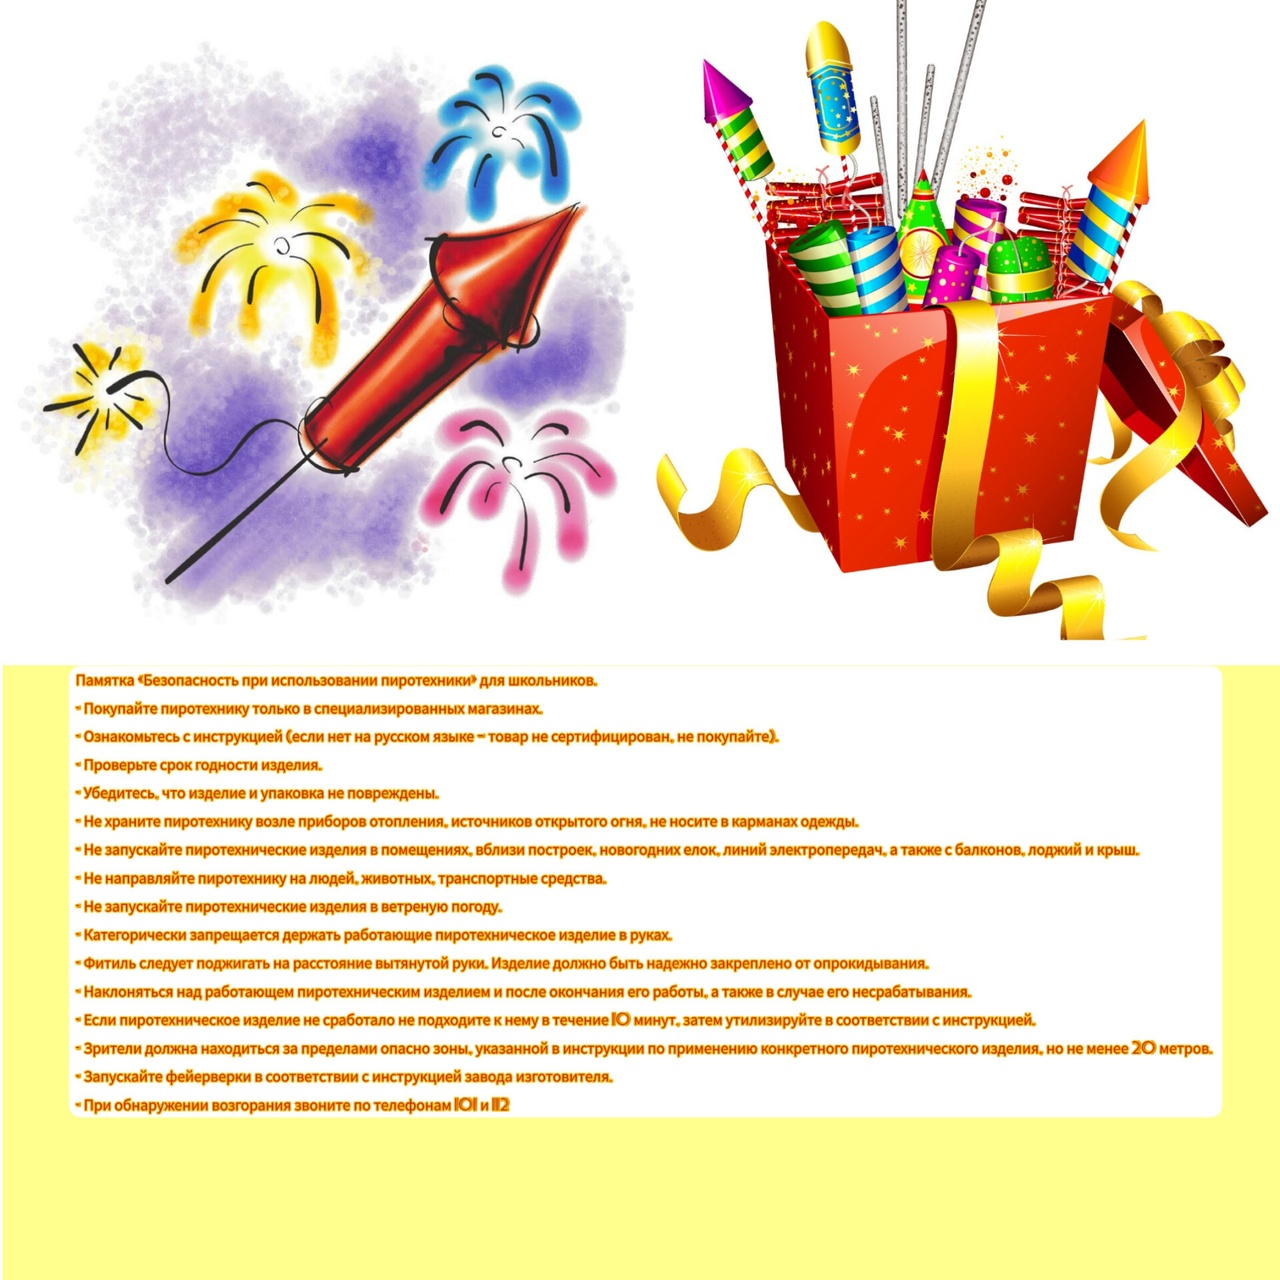 Памятка «Безопасность при использовании пиротехники» для школьников.
- Покупайте пиротехнику только в специализированных магазинах.
- Ознакомьтесь с инструкцией (если нет на русском языке – товар не сертифицирован, не покупайте).
- Проверьте срок годности изделия.
- Убедитесь, что изделие и упаковка не повреждены.
- Не храните пиротехнику возле приборов отопления, источников открытого огня, не носите в карманах одежды.
- Не запускайте пиротехнические изделия в помещениях, вблизи построек, новогодних елок, линий электропередач, а также с балконов, лоджий и крыш.
- Не направляйте пиротехнику на людей, животных, транспортные средства.
- Не запускайте пиротехнические изделия в ветреную погоду.
- Категорически запрещается держать работающие пиротехническое изделие в руках.
- Фитиль следует поджигать на расстояние вытянутой руки. Изделие должно быть надежно закреплено от опрокидывания.
- Наклоняться над работающем пиротехническим изделием и после окончания его работы, а также в случае его несрабатывания.
- Если пиротехническое изделие не сработало не подходите к нему в течение 10 минут, затем утилизируйте в соответствии с инструкцией.
- Зрители должна находиться за пределами опасно зоны, указанной в инструкции по применению конкретного пиротехнического изделия, но не менее 20 метров.
- Запускайте фейерверки в соответствии с инструкцией завода изготовителя.
- При обнаружении возгорания звоните по телефонам 101 и 112